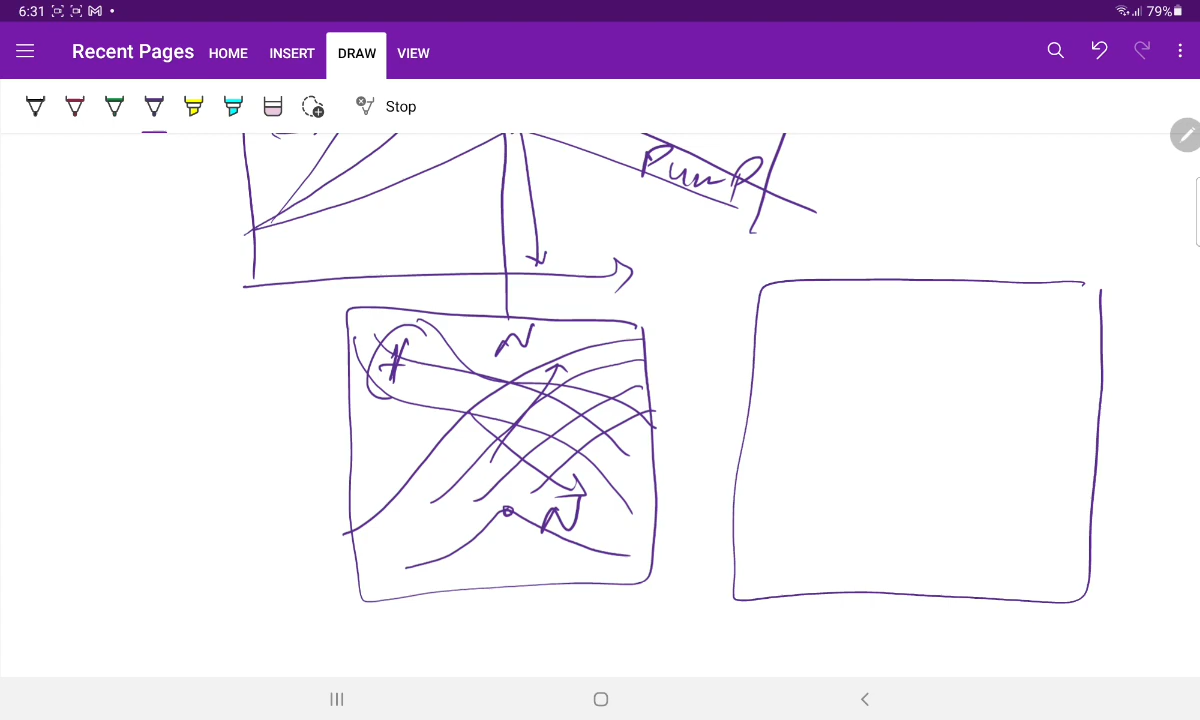 6:31 79%
Recent Pages HOME INSERT DRAW VIEW
Stop
Pump
N
H
N